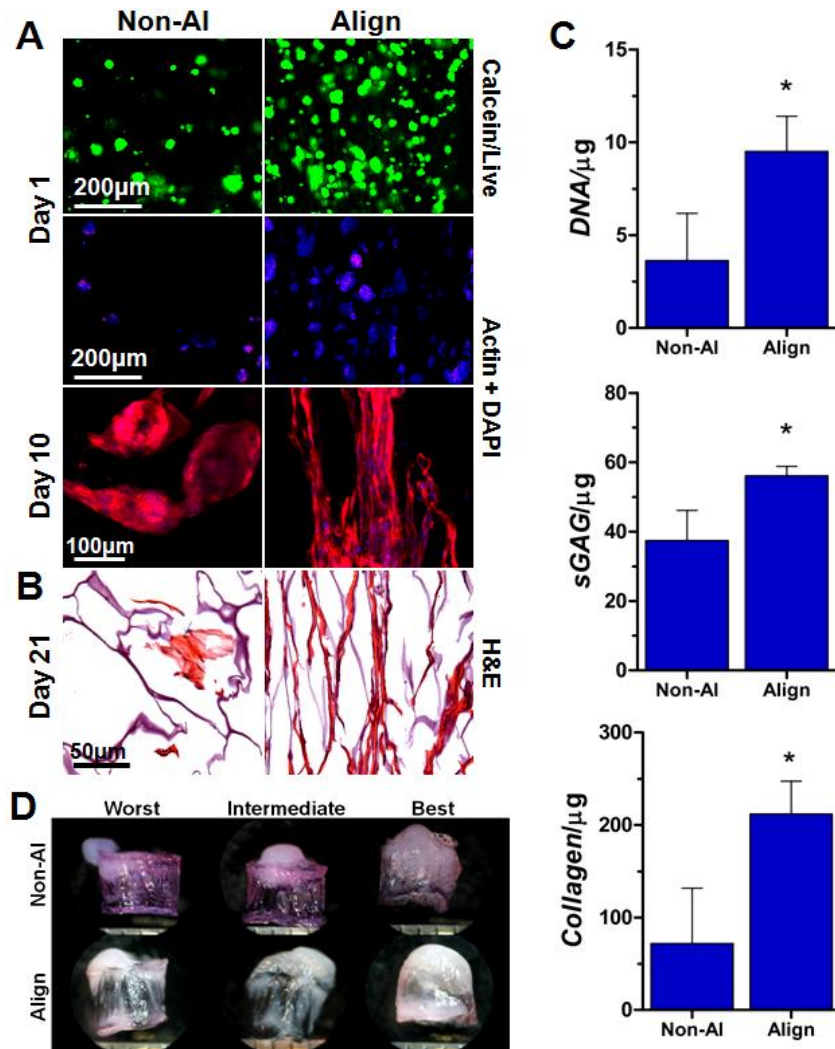 A
Non-Al
Align
Day 1
200µm
Calcein/Live
200µm
Actin + DAPI
Day 10
100µm
B
Day 21
50µm
H&E
D
Worst
Intermediate
Best
Non-Al
Align
C
15
10
5
0
DNA/µg
*
Non-Al
Align
80
60
40
20
0
sGAG/µg
*
Non-Al
Align
300
200
100
0
Collagen/µg
*
Non-Al
Align